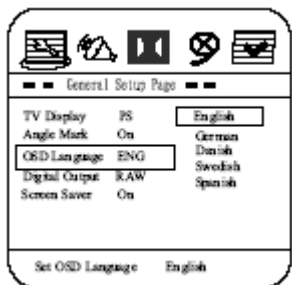 General Setup Page
TV Display PS English
Angle Mark On German
OSD Language ENG Danish
Digital Output RAW Swedish
Screen Saver On Spanish
Set OSD Language English